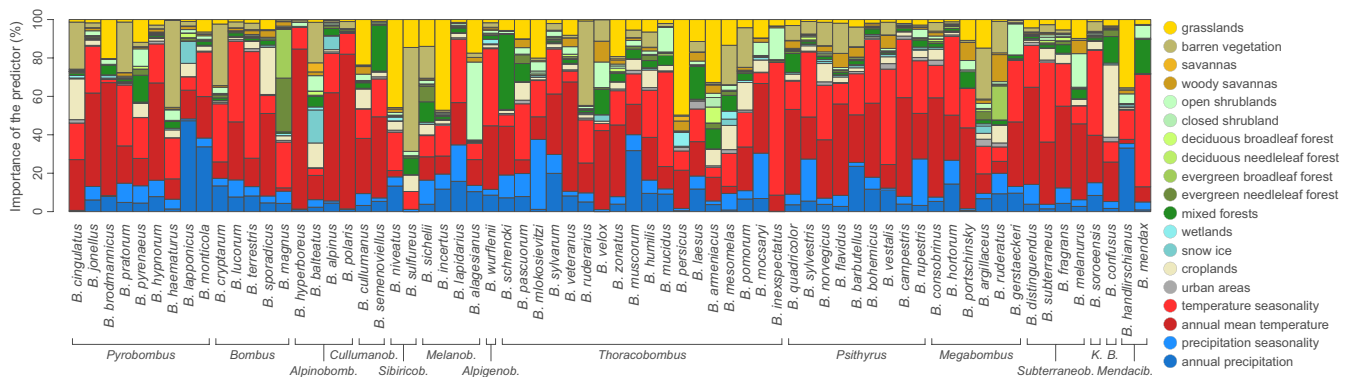 Importance of the predictor (%)
100
80
60
40
20
0
B. cingulatus
B. jonellus
B. brodmannicus
B. pratorum
B. pyrenaeus
B. hypnorum
B. haematurus
B. lapponicus
B. monticola
B. cryptarum
B. lucorum
B. terrestris
B. sporadicus
B. magnus
B. hyperboreus
B. balteatus
B. alpinus
B. polaris
B. cullumanus
B. semenoviellus
B. niveatus
B. sulfureus
B. sichelii
B. incertus
B. lapidarius
B. alagesianus
B. wurflenii
B. schrencki
B. pascuorum
B. mlokosievitzi
B. sylvarum
B. veteranus
B. ruderarius
B. velox
B. zonatus
B. muscorum
B. humilis
B. mucidus
B. persicus
B. laesus
B. armeniacus
B. mesomelas
B. pomorum
B. mocsaryi
B. inexspectatus
B. quadricolor
B. sylvestris
B. norvegicus
B. flavidus
B. barbutellus
B. bohemicus
B. vestalis
B. campestris
B. rupestris
B. consobrinus
B. hortorum
B. portschinsky
B. argillaceus
B. ruderatus
B. gerstaeckeri
B. distinguendus
B. subterraneus
B. fragrans
B. melanurus
B. soroeensis
B. confusus
B. handlirschianus
B. mendax
Pyrobombus
Bombus
Alpinobomb.
Cullumanob.
Sibiricob.
Melanob.
Alpigenob.
Thoracobombus
Psithyrus
Megabombus
Subterraneob.
K. B.
Mendacib.
grasslands
barren vegetation
savannas
woody savannas
open shrublands
closed shrubland
deciduous broadleaf forest
deciduous needleleaf forest
evergreen broadleaf forest
evergreen needleleaf forest
mixed forests
wetlands
snow ice
croplands
urban areas
temperature seasonality
annual mean temperature
precipitation seasonality
annual precipitation